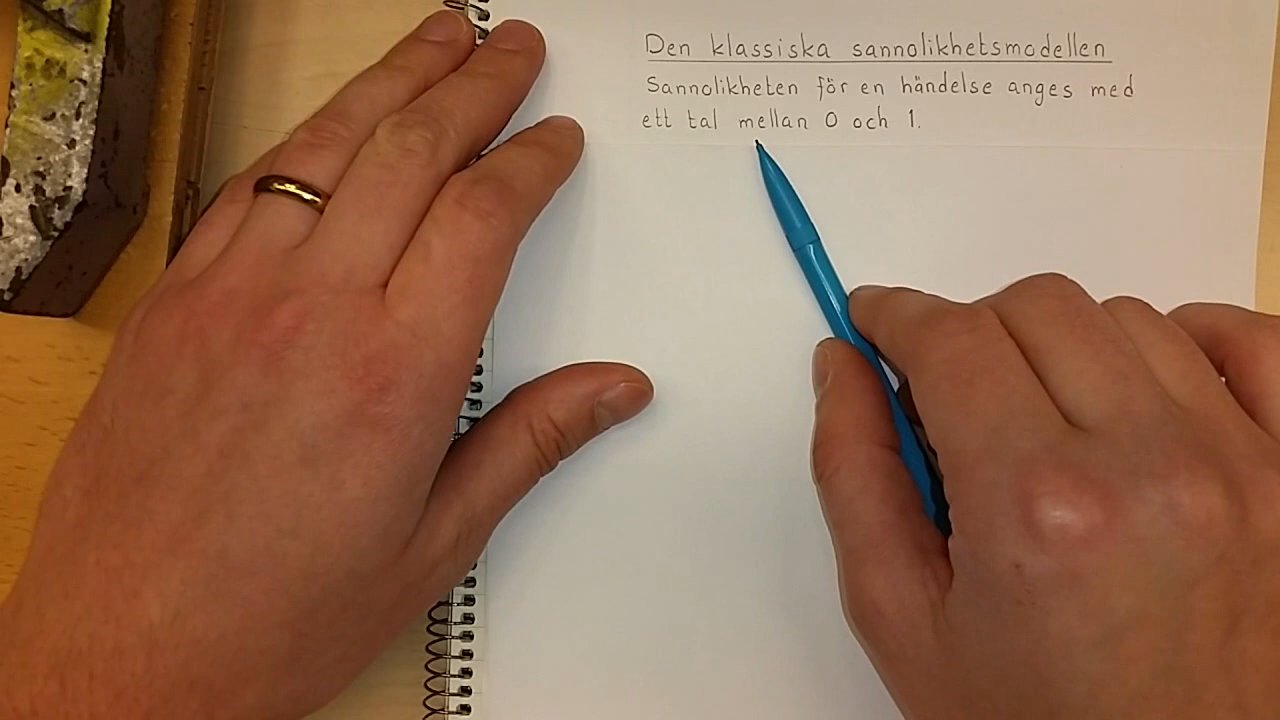 Den klassiska sannolikhetsmodellen
Sannolikheten för en händelse anges med
ett tal mellan 0 och 1.